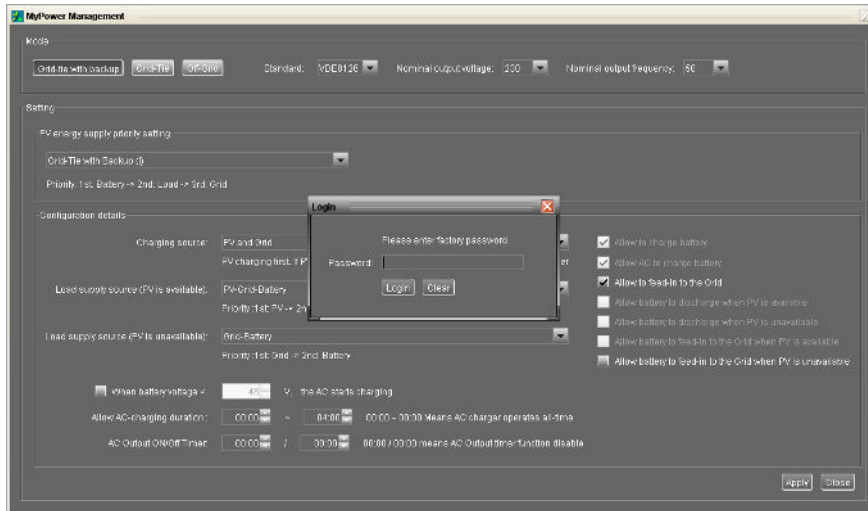 MyPower Management
Mode
Grid-tie with backup Grid-Tie Off-Grid Standard: VDE0126 Nominal output voltage: 230 Nominal output frequency: 50
Setting
PV energy supply priority setting
Grid-Tie with Backup (I)
Priority: 1st: Battery -> 2nd: Load -> 3rd: Grid
Configuration details
Charging source: PV and Grid
PV charging first. If P
er
Load supply source (PV is available): PV-Grid-Battery
Priority :1st: PV -> 2n
Load supply source (PV is unavailable): Grid-Battery
Priority :1st: Grid -> 2nd: Battery
Login
Please enter factory password
Password:
Login Clear
Allow to charge battery
Allow AC to charge battery
Allow to feed-in to the Grid
Allow battery to discharge when PV is available
Allow battery to discharge when PV is unavailable
Allow battery to feed-in to the Grid when PV is available
Allow battery to feed-in to the Grid when PV is unavailable
When battery voltage < 48 V, the AC starts charging
Allow AC-charging duration: 00:00 ~ 04:00 00:00 ~ 00:00 Means AC charger operates all-time
AC Output ON/Off Timer: 00:00 / 00:00 00:00 / 00:00 means AC Output timer function disable
Apply Close